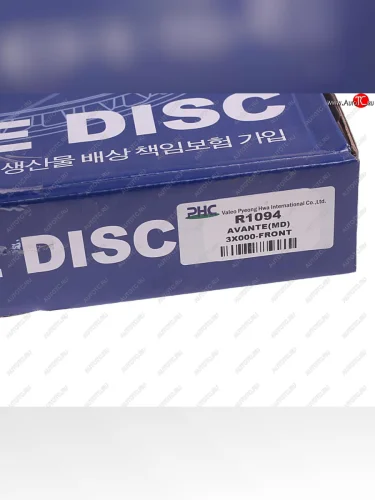 E DISC
생산물 배상 책임보험 가입
E DISC
PHC Valeo Pyeong Hwa International Co.,Ltd.
R1094
AVANTE(MD)
3X000-FRONT